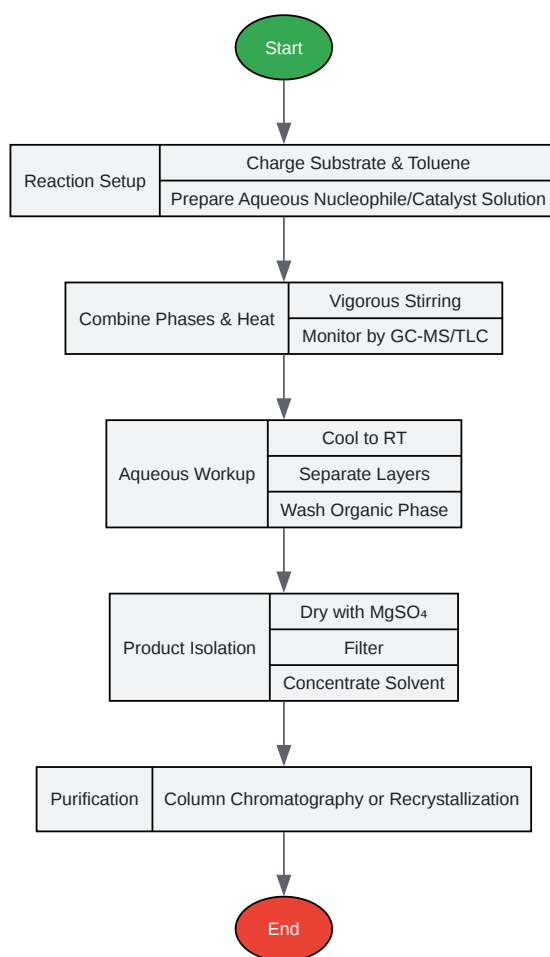 Start
Reaction Setup
Charge Substrate & Toluene
Prepare Aqueous Nucleophile/Catalyst Solution
Combine Phases & Heat
Vigorous Stirring
Monitor by GC-MS/TLC
Aqueous Workup
Cool to RT
Separate Layers
Wash Organic Phase
Product Isolation
Dry with MgSO₄
Filter
Concentrate Solvent
Purification
Column Chromatography or Recrystallization
End